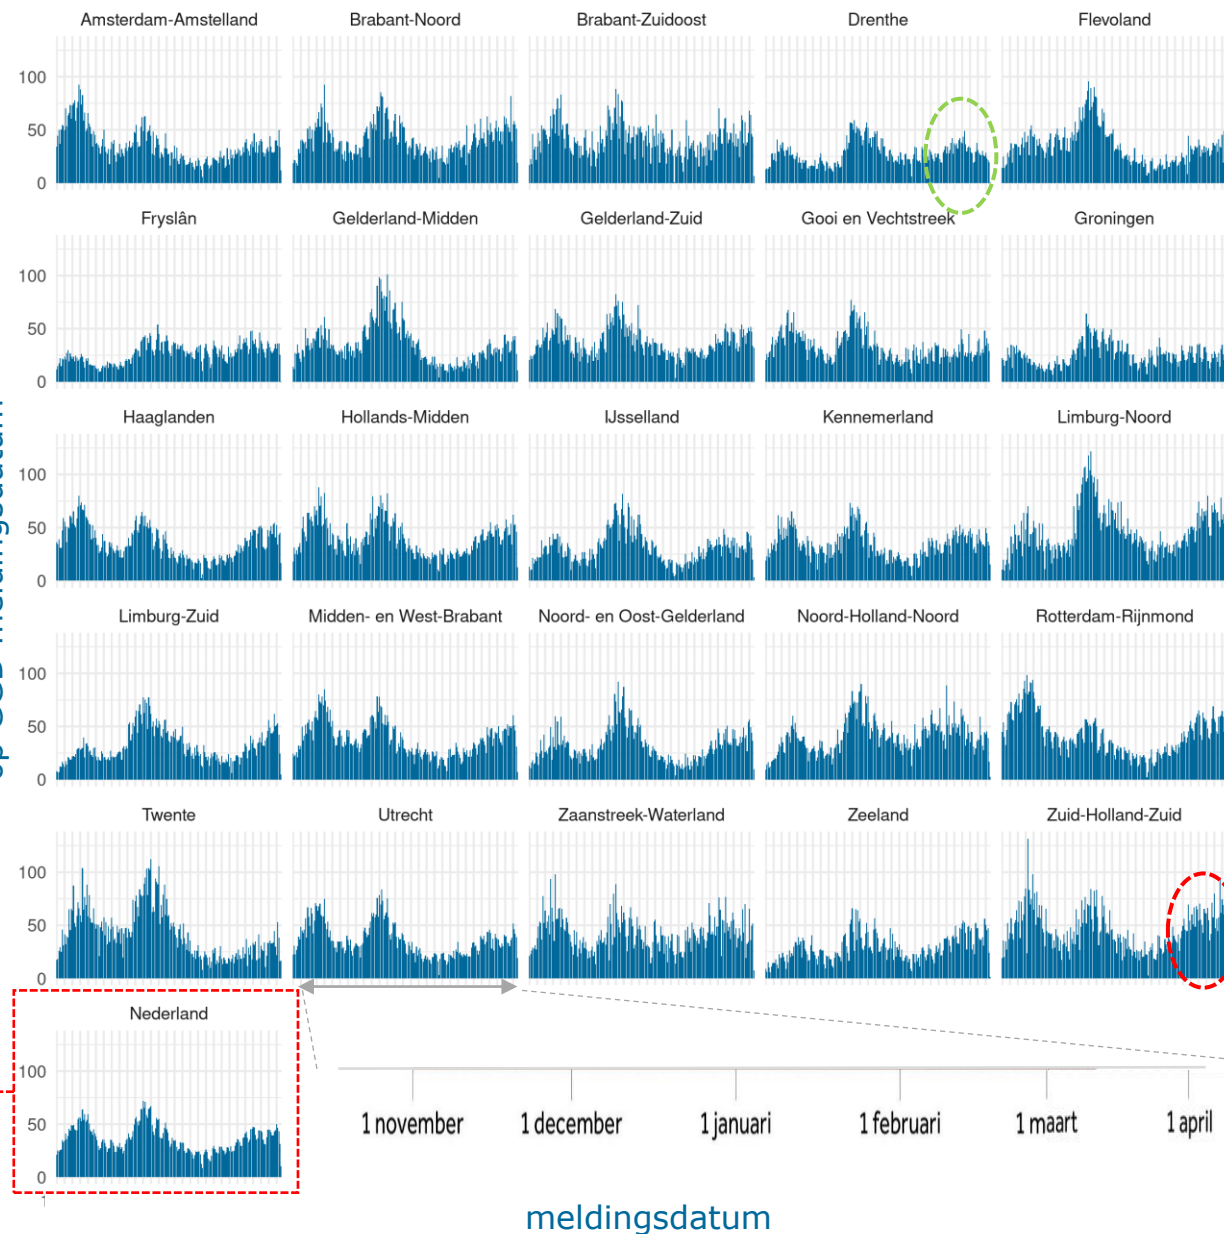 Amsterdam-Amstelland Brabant-Noord Brabant-Zuidoost Drenthe Flevoland
100
50
0
Fryslân Gelderland-Midden Gelderland-Zuid Gooi en Vechtstreek Groningen
100
50
0
Haaglanden Hollands-Midden IJsselland Kennemerland Limburg-Noord
100
50
0
Limburg-Zuid Midden- en West-Brabant Noord- en Oost-Gelderland Noord-Holland-Noord Rotterdam-Rijnmond
100
50
0
Twente Utrecht Zaanstreek-Waterland Zeeland Zuid-Holland-Zuid
100
50
0
Nederland
100
50
0
1 november 1 december 1 januari 1 februari 1 maart 1 april
meldingsdatum